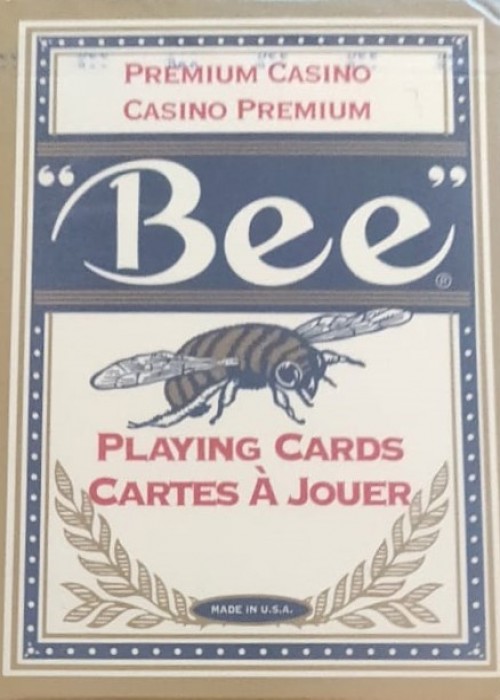 PREMIUM CASINO
CASINO PREMIUM
"Bee"®
PLAYING CARDS
CARTES À JOUER
MADE IN U.S.A.